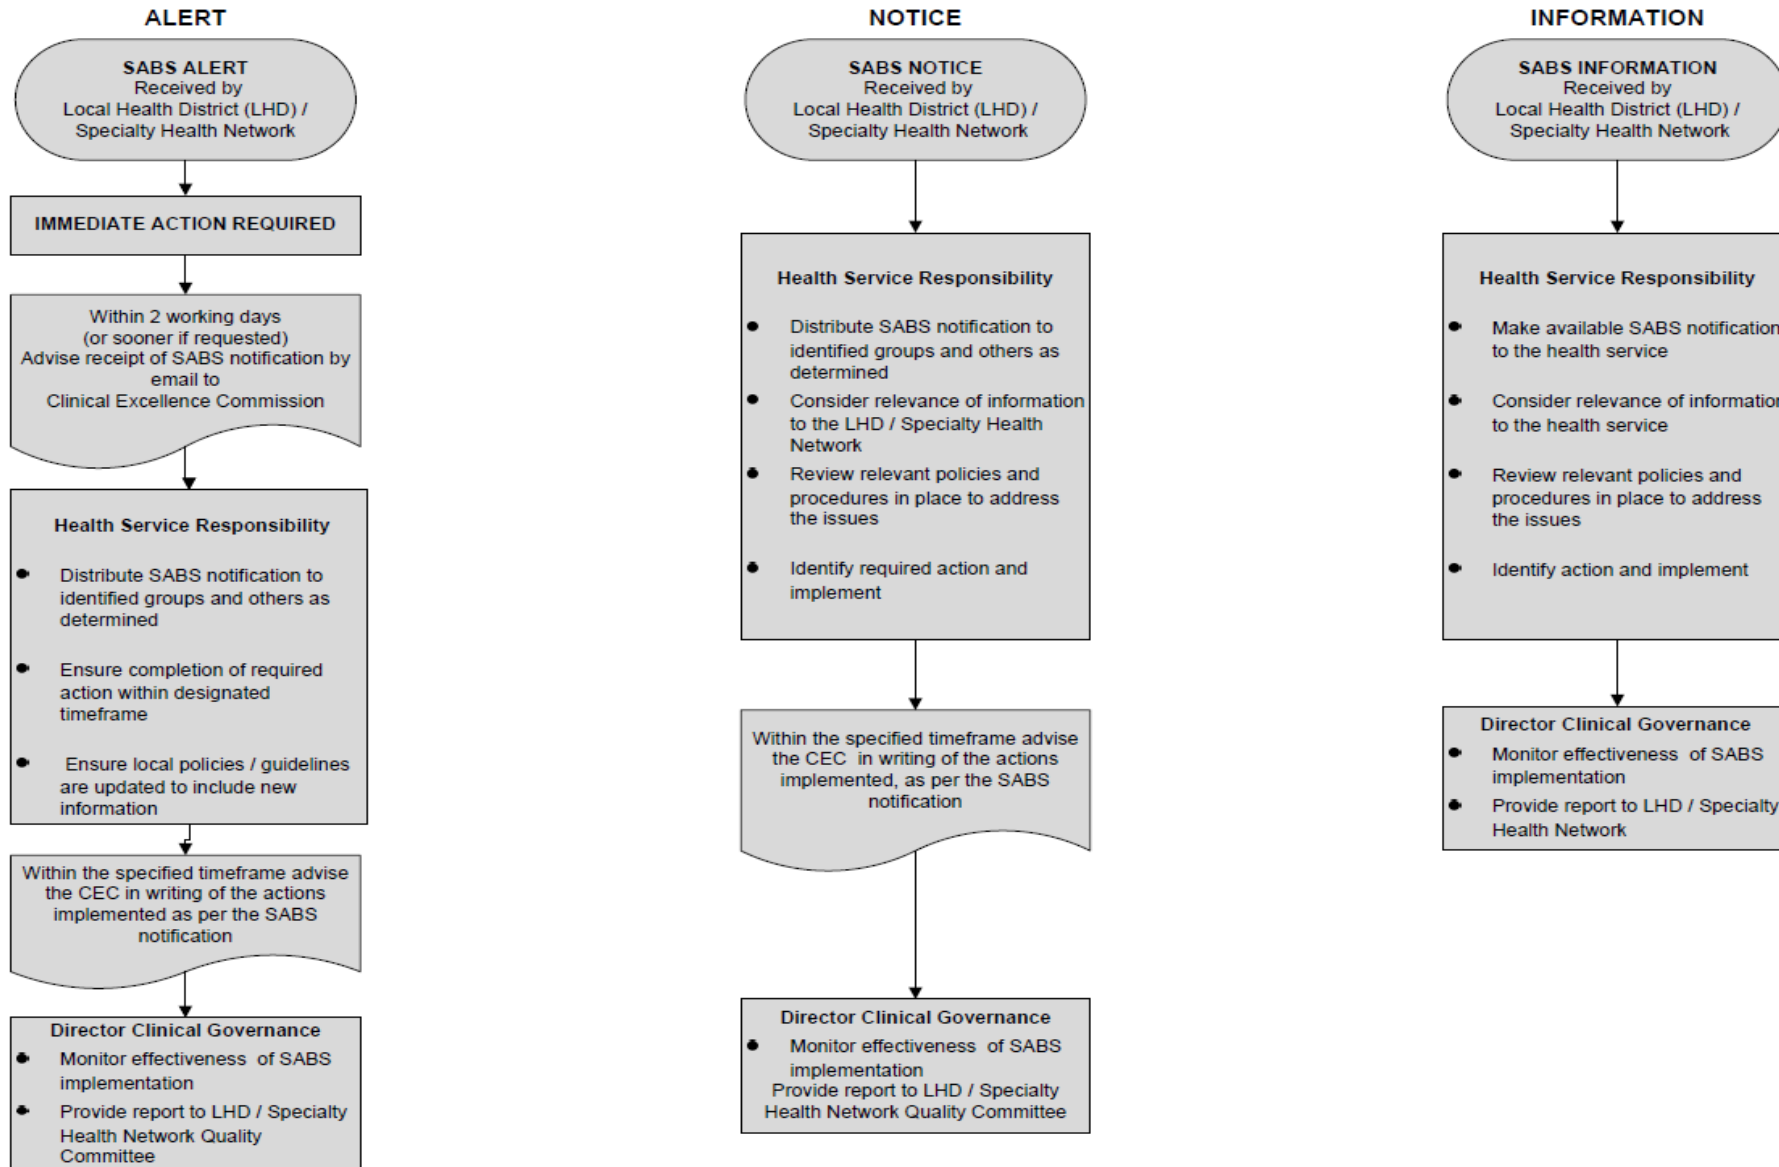 ALERT
SABS ALERT
Received by
Local Health District (LHD) /
Specialty Health Network
IMMEDIATE ACTION REQUIRED
Within 2 working days
(or sooner if requested)
Advise receipt of SABS notification by
email to
Clinical Excellence Commission
Health Service Responsibility
Distribute SABS notification to
identified groups and others as
determined
Ensure completion of required
action within designated
timeframe
Ensure local policies / guidelines
are updated to include new
information
Within the specified timeframe advise
the CEC in writing of the actions
implemented as per the SABS
notification
Director Clinical Governance
Monitor effectiveness of SABS
implementation
Provide report to LHD / Specialty
Health Network Quality
Committee
NOTICE
SABS NOTICE
Received by
Local Health District (LHD) /
Specialty Health Network
Health Service Responsibility
Distribute SABS notification to
identified groups and others as
determined
Consider relevance of information
to the LHD / Specialty Health
Network
Review relevant policies and
procedures in place to address
the issues
Identify required action and
implement
Within the specified timeframe advise
the CEC in writing of the actions
implemented, as per the SABS
notification
Director Clinical Governance
Monitor effectiveness of SABS
implementation
Provide report to LHD / Specialty
Health Network Quality Committee
INFORMATION
SABS INFORMATION
Received by
Local Health District (LHD) /
Specialty Health Network
Health Service Responsibility
Make available SABS notification
to the health service
Consider relevance of information
to the health service
Review relevant policies and
procedures in place to address
the issues
Identify action and implement
Director Clinical Governance
Monitor effectiveness of SABS
implementation
Provide report to LHD / Specialty
Health Network